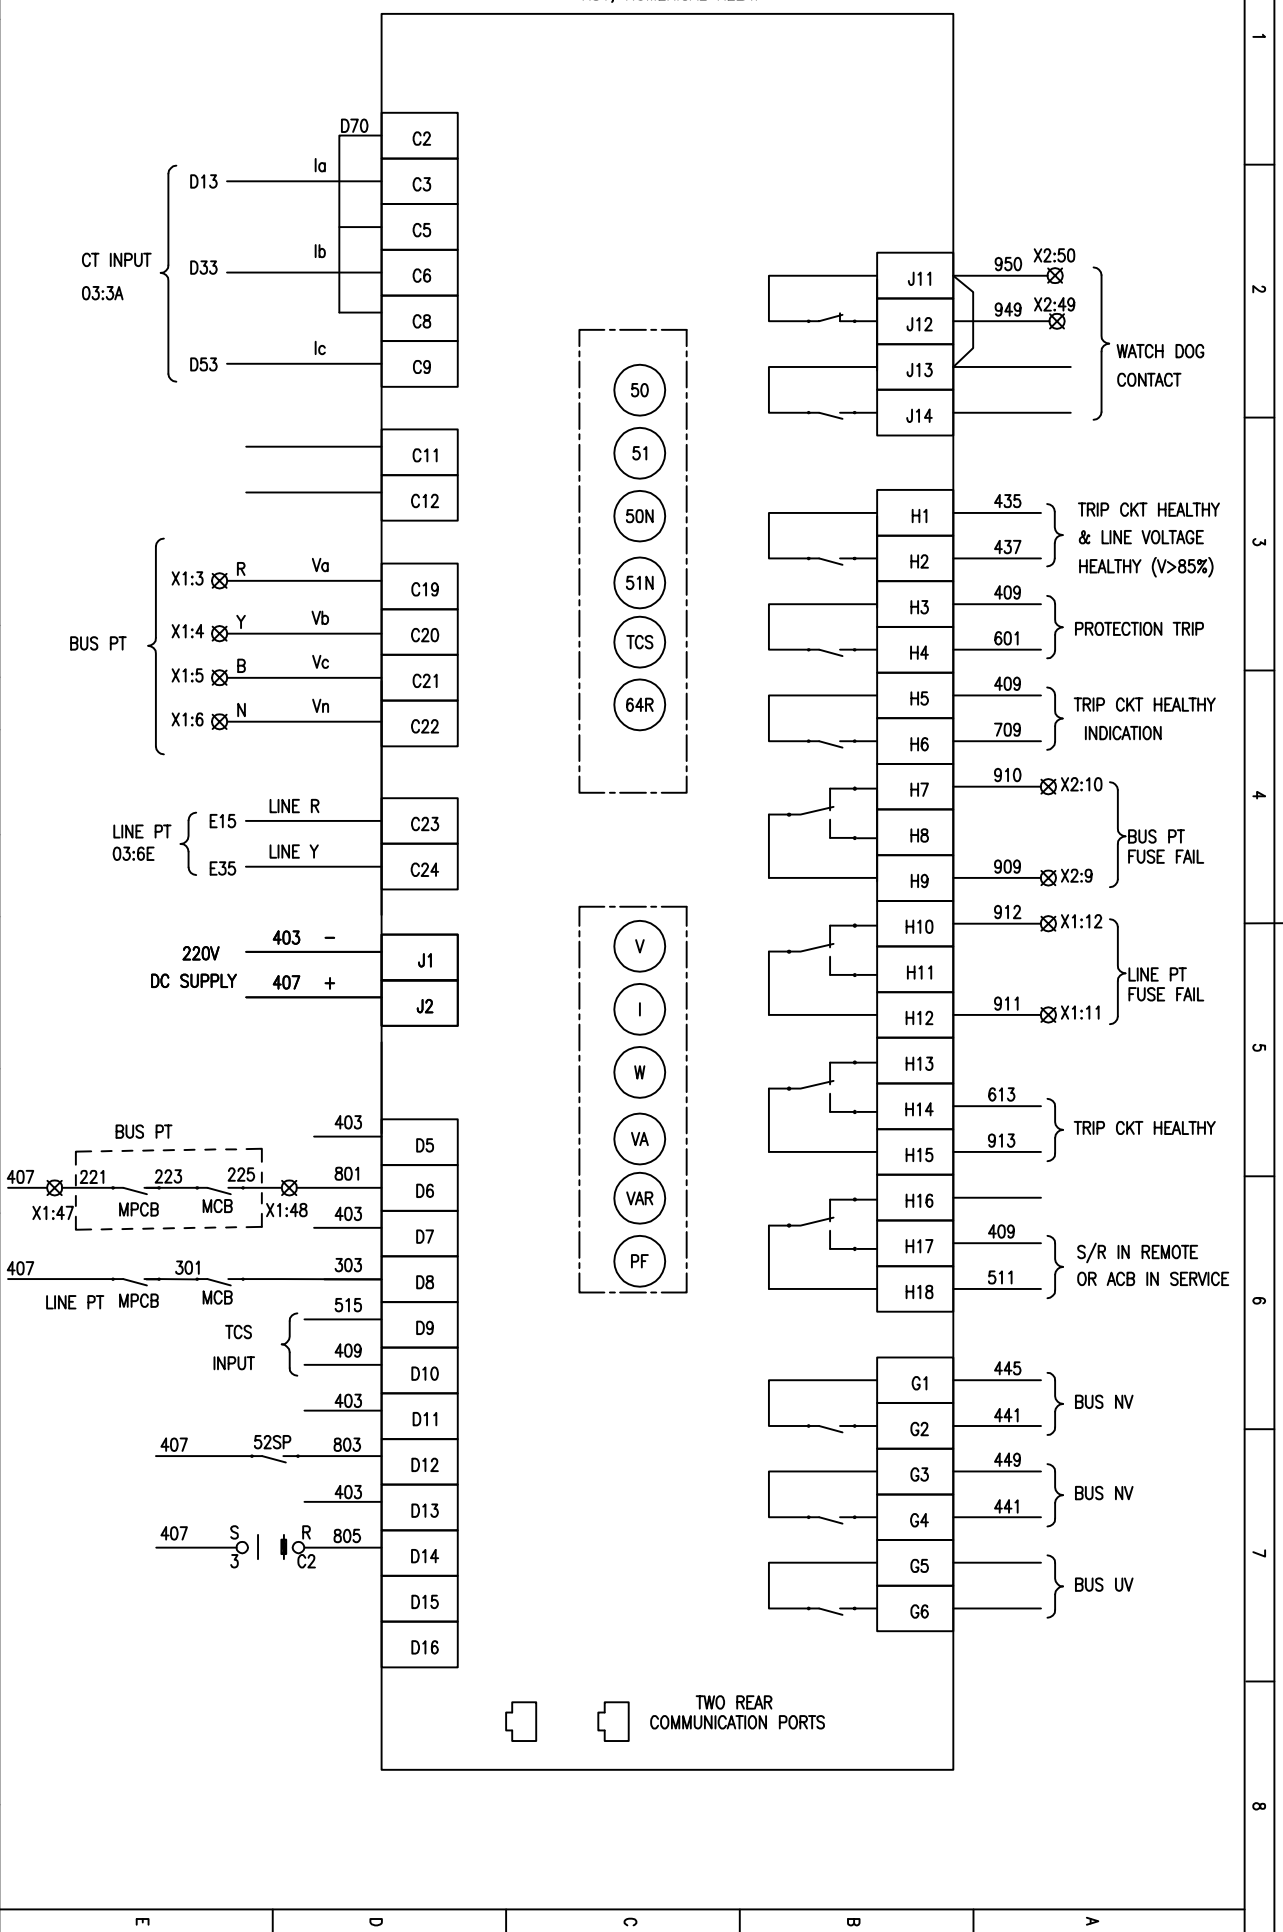 1
2
3
4
5
6
7
8
E
D
C
B
A
D70
C2
D13
Ia
C3
C5
CT INPUT
03:3A
D33
Ib
C6
C8
D53
Ic
C9
C11
C12
BUS PT
X1:3
R
Va
C19
X1:4
Y
Vb
C20
X1:5
B
Vc
C21
X1:6
N
Vn
C22
LINE PT
03:6E
E15
LINE R
C23
E35
LINE Y
C24
220V
DC SUPPLY
403 -
J1
407 +
J2
403
D5
BUS PT
407
221
223
225
801
D6
X1:47
MPCB
MCB
X1:48
403
D7
407
301
303
D8
LINE PT
MPCB
MCB
TCS
INPUT
515
D9
409
D10
403
D11
407
52SP
803
D12
403
D13
407
S
3
R
C2
805
D14
D15
D16
50
51
50N
51N
TCS
64R
V
I
W
VA
VAR
PF
TWO REAR
COMMUNICATION PORTS
J11
950
X2:50
J12
949
X2:49
J13
J14
WATCH DOG
CONTACT
H1
435
H2
437
TRIP CKT HEALTHY
& LINE VOLTAGE
HEALTHY (V>85%)
H3
409
H4
601
PROTECTION TRIP
H5
409
H6
709
TRIP CKT HEALTHY
INDICATION
H7
910
X2:10
H8
H9
909
X2:9
BUS PT
FUSE FAIL
H10
912
X1:12
H11
H12
911
X1:11
LINE PT
FUSE FAIL
H13
H14
613
H15
913
TRIP CKT HEALTHY
H16
H17
409
H18
511
S/R IN REMOTE
OR ACB IN SERVICE
G1
445
G2
441
BUS NV
G3
449
G4
441
BUS NV
G5
G6
BUS UV